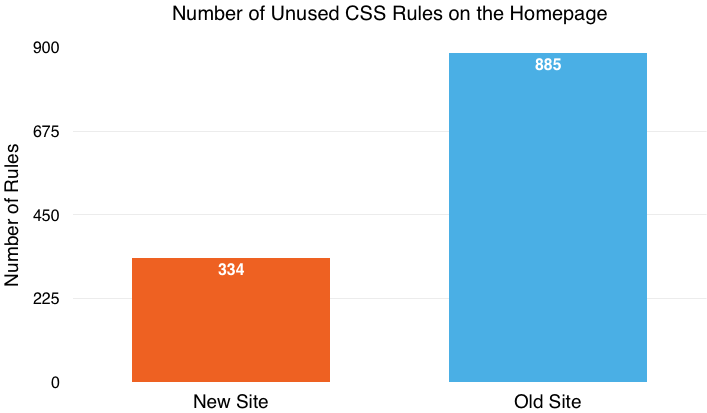 Number of Unused CSS Rules on the Homepage
900
885
675
Number of Rules
450
334
225
0
New Site
Old Site